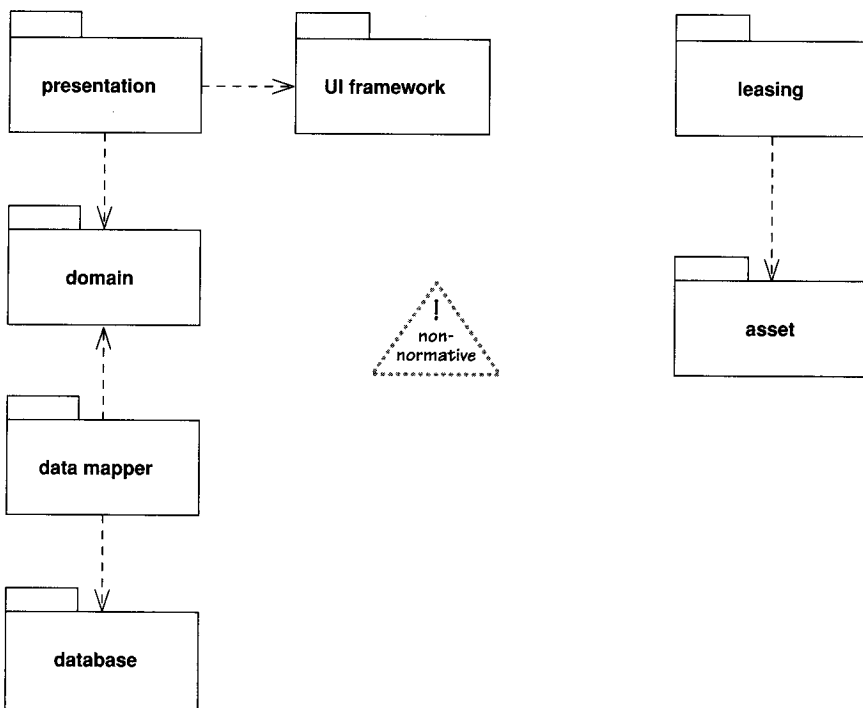 presentation
UI framework
leasing
domain
!
non-
normative
asset
data mapper
database